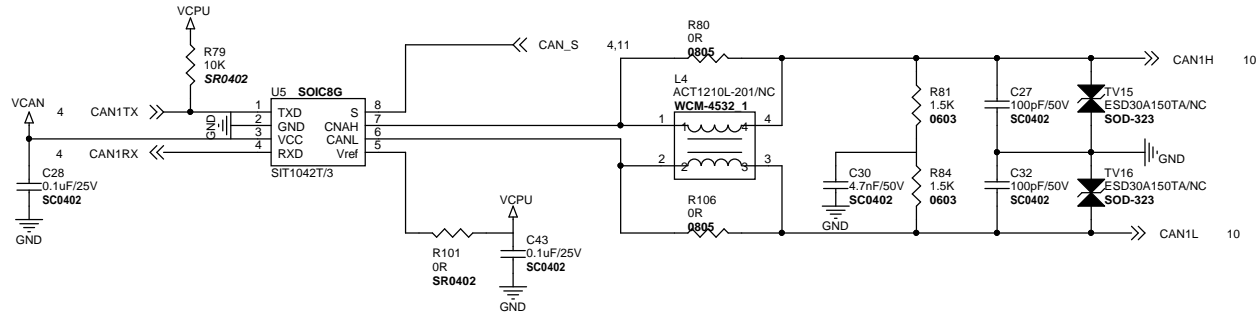 VCPU
R79
10K
SR0402
VCAN
4
CAN1TX
4
CAN1RX
C28
0.1uF/25V
SC0402
GND
GND
U5
SOIC8G
1
TXD
S
8
2
GND
CNAH
7
3
VCC
CANL
6
4
RXD
Vref
5
SIT1042T/3
CAN_S
4,11
R101
0R
SR0402
VCPU
C43
0.1uF/25V
SC0402
GND
R80
0R
0805
L4
ACT1210L-201/NC
WCM-4532_1
1
1
4
4
2
2
3
3
R106
0R
0805
C30
4.7nF/50V
SC0402
GND
R81
1.5K
0603
R84
1.5K
0603
C27
100pF/50V
SC0402
C32
100pF/50V
SC0402
TV15
ESD30A150TA/NC
SOD-323
GND
TV16
ESD30A150TA/NC
SOD-323
CAN1H
10
CAN1L
10